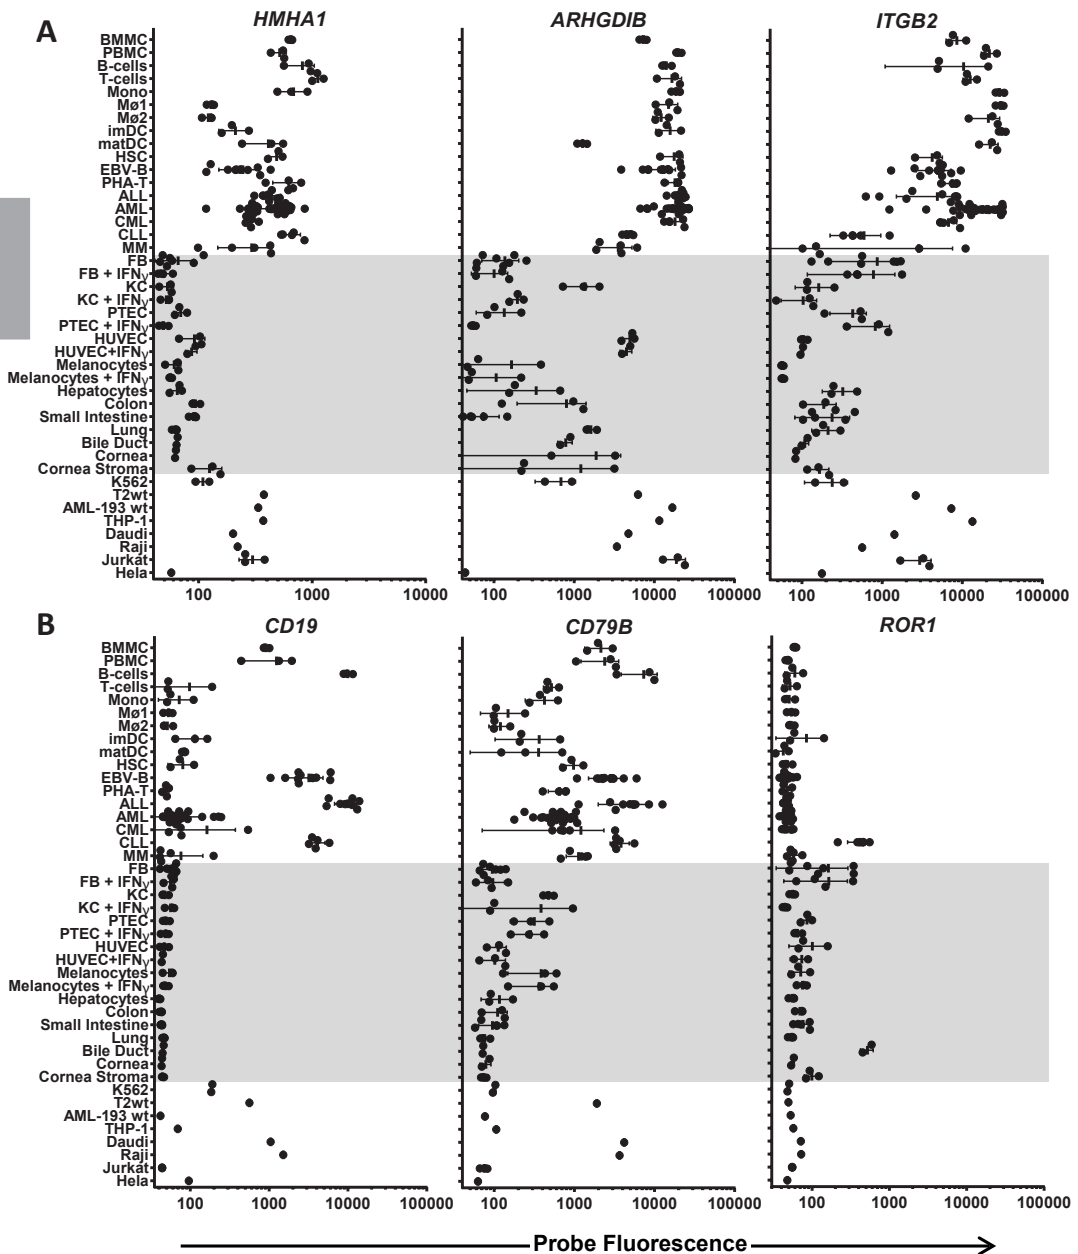 A
HMHA1 ARHGDIB ITGB2
BMMC
PBMC
B-cells
T-cells
Mono
Mø1
Mø2
imDC
matDC
HSC
EBV-B
PHA-T
ALL
AML
CML
CLL
MM
FB
FB + IFNγ
KC
KC + IFNγ
PTEC
PTEC + IFNγ
HUVEC
HUVEC+IFNγ
Melanocytes
Melanocytes + IFNγ
Hepatocytes
Colon
Small Intestine
Lung
Bile Duct
Cornea
Cornea Stroma
K562
T2wt
AML-193 wt
THP-1
Daudi
Raji
Jurkat
Hela
100 1000 10000 100 1000 10000 100000 100 1000 10000 100000
B
CD19 CD79B ROR1
BMMC
PBMC
B-cells
T-cells
Mono
Mø1
Mø2
imDC
matDC
HSC
EBV-B
PHA-T
ALL
AML
CML
CLL
MM
FB
FB + IFNγ
KC
KC + IFNγ
PTEC
PTEC + IFNγ
HUVEC
HUVEC+IFNγ
Melanocytes
Melanocytes + IFNγ
Hepatocytes
Colon
Small Intestine
Lung
Bile Duct
Cornea
Cornea Stroma
K562
T2wt
AML-193 wt
THP-1
Daudi
Raji
Jurkat
Hela
100 1000 10000 100000 100 1000 10000 100000 100 1000 10000 100000
Probe Fluorescence